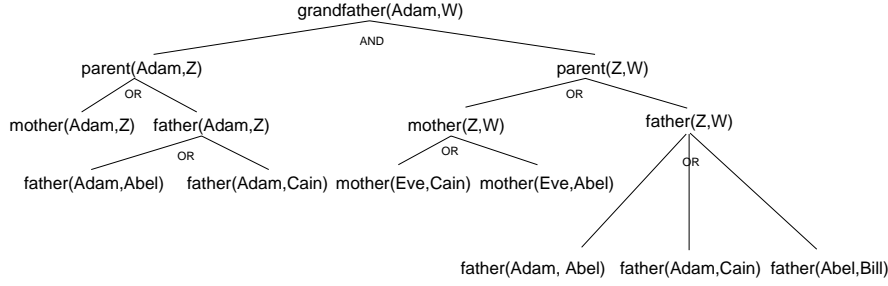 grandfather(Adam,W)
AND
parent(Adam,Z) parent(Z,W)
OR OR
mother(Adam,Z) father(Adam,Z) mother(Z,W) father(Z,W)
OR OR OR
father(Adam,Abel) father(Adam,Cain) mother(Eve,Cain) mother(Eve,Abel)
father(Adam, Abel) father(Adam,Cain) father(Abel,Bill)